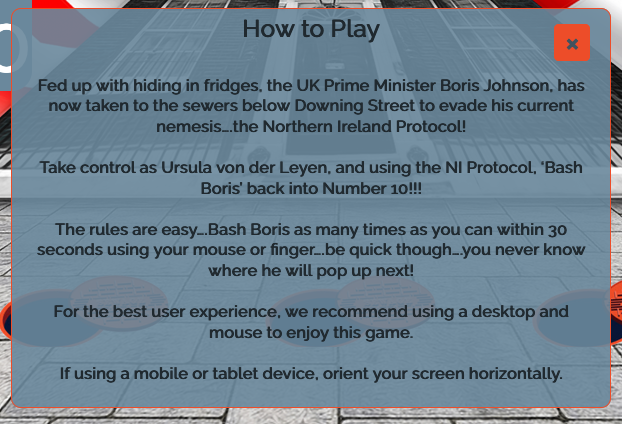 How to Play
Fed up with hiding in fridges, the UK Prime Minister Boris Johnson, has
now taken to the sewers below Downing Street to evade his current
nemesis....the Northern Ireland Protocol!
Take control as Ursula von der Leyen, and using the NI Protocol, "Bash
Boris' back into Number 10!!!
The rules are easy....Bash Boris as many times as you can within 30
seconds using your mouse or finger....be quick though....you never know
where he will pop up next!
For the best user experience, we recommend using a desktop and
mouse to enjoy this game.
If using a mobile or tablet device, orient your screen horizontally.